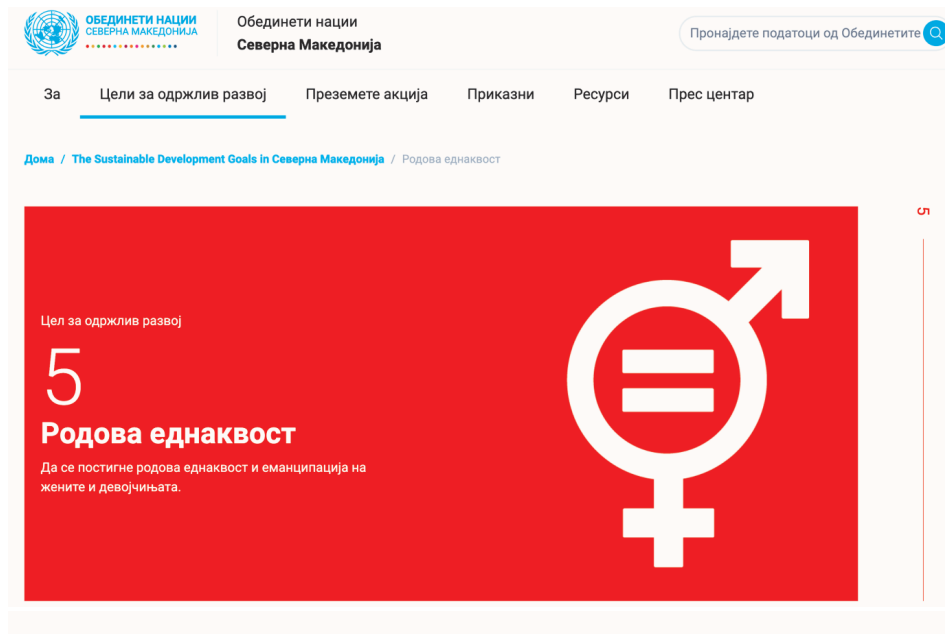 ОБЕДИНЕТИ НАЦИИ
СЕВЕРНА МАКЕДОНИЈА
Обединети нации
Северна Македонија
Пронајдете податоци од Обединетите
За Цели за одржлив развој Преземете акција Приказни Ресурси Прес центар
Дома / The Sustainable Development Goals in Северна Македонија / Родова еднаквост
5
Цел за одржлив развој
5
Родова еднаквост
Да се постигне родова еднаквост и еманципација на
жените и девојчињата.